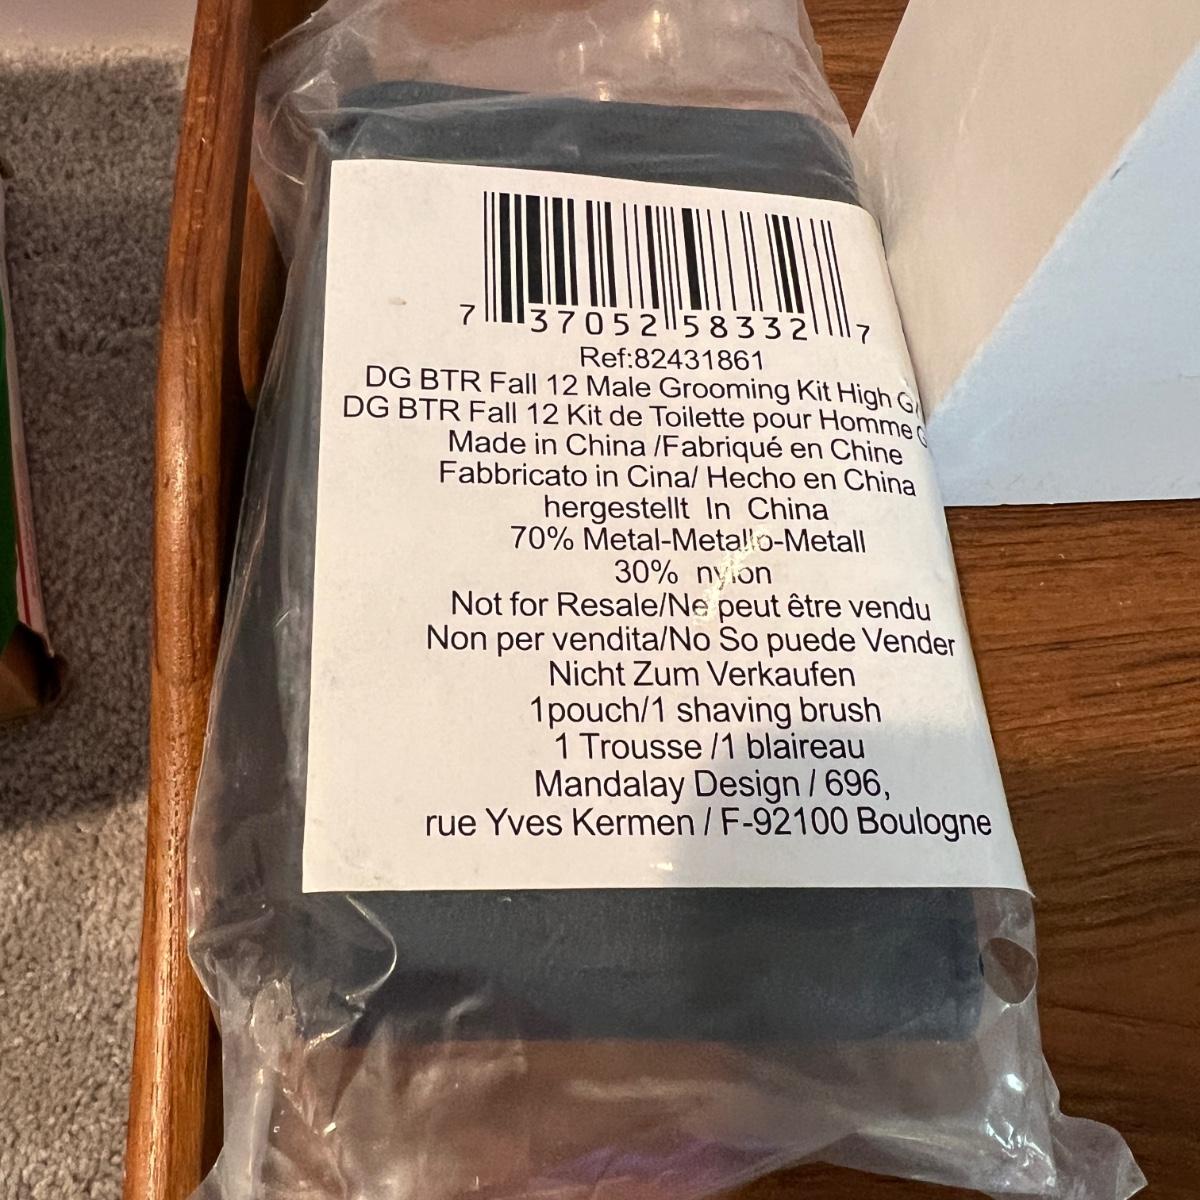 7 37052 58332 7
Ref:82431861
DG BTR Fall 12 Male Grooming Kit High
DG BTR Fall 12 Kit de Toilette pour Homme
Made in China /Fabriqué en Chine
Fabbricato in Cina/ Hecho en China
hergestellt In China
70% Metal-Metallo-Metall
30% nylon
Not for Resale/Ne peut être vendu
Non per vendita/No So puede Vender
Nicht Zum Verkaufen
1pouch/1 shaving brush
1 Trousse /1 blaireau
Mandalay Design / 696,
rue Yves Kermen / F-92100 Boulogne